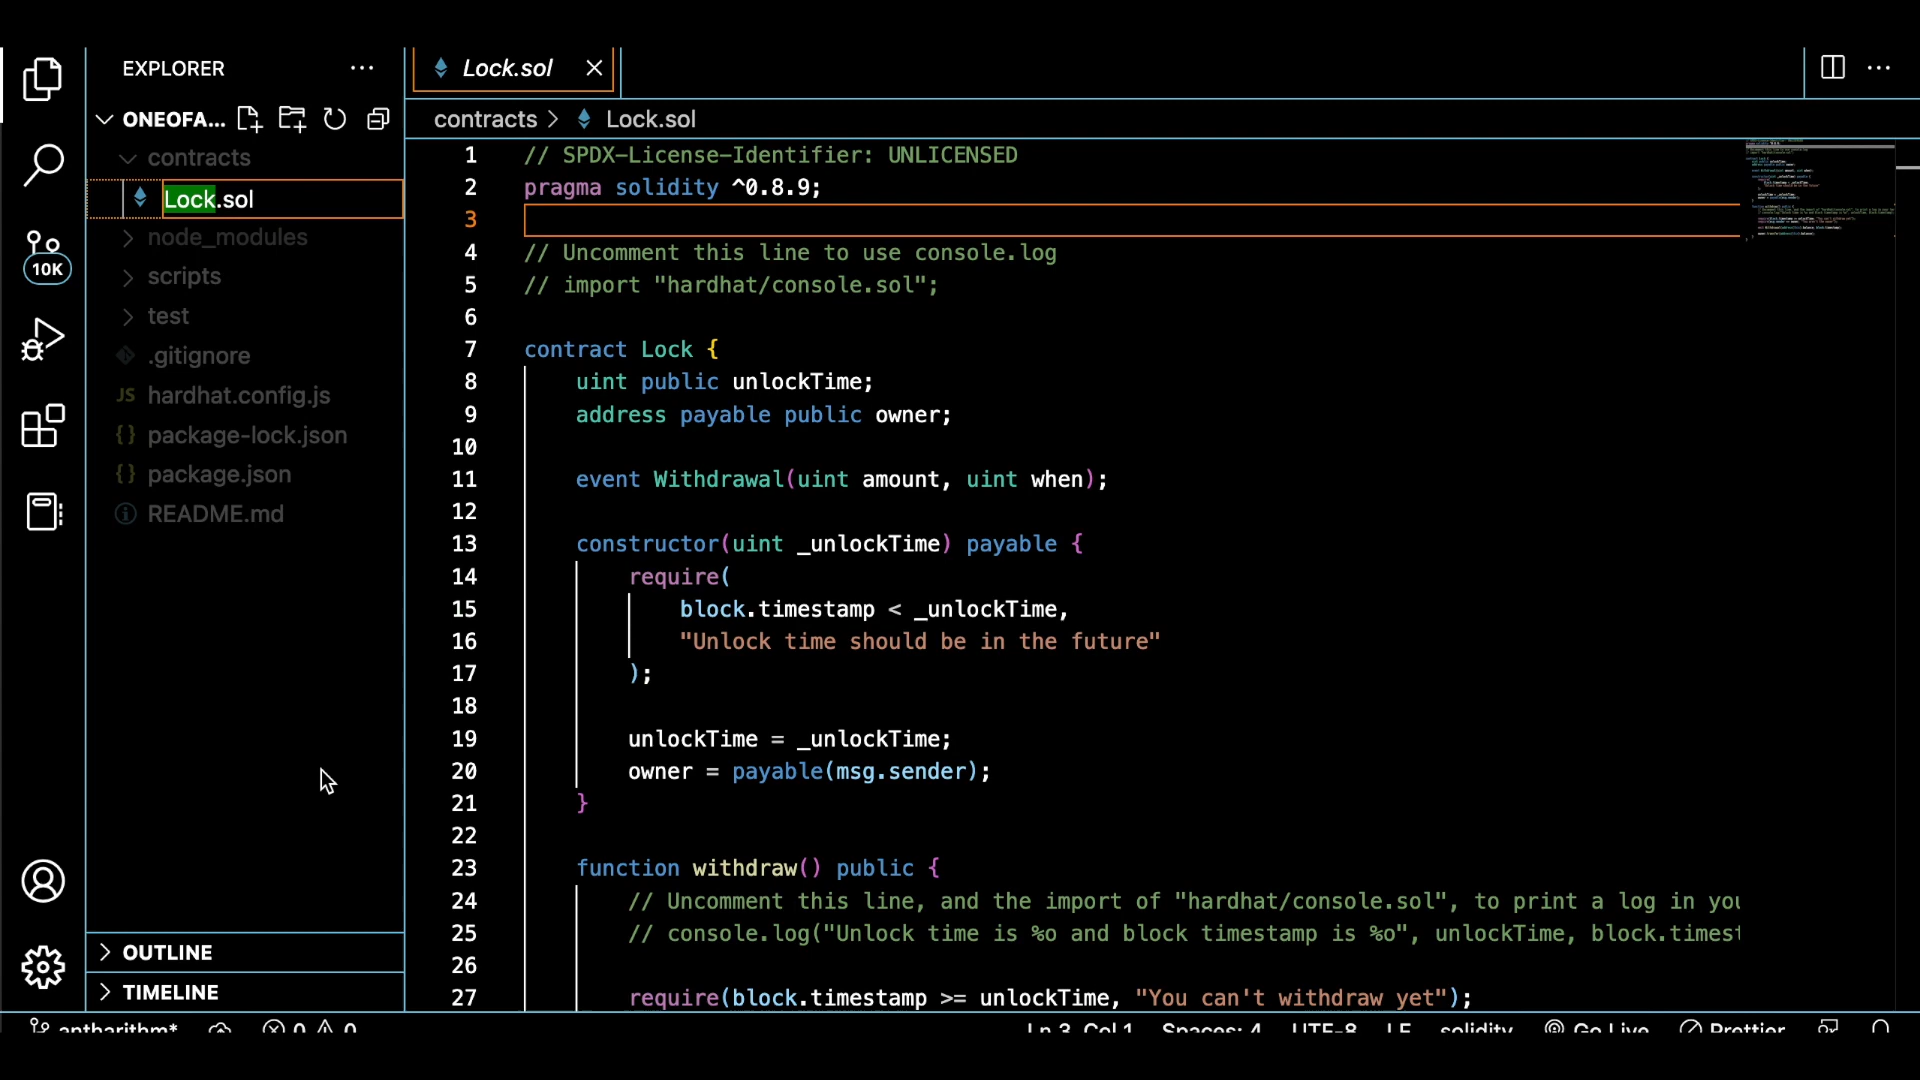 EXPLORER
ONEOFA...
contracts
Lock.sol
node_modules
scripts
test
.gitignore
JS hardhat.config.js
{} package-lock.json
{} package.json
README.md
10K
OUTLINE
TIMELINE
Lock.sol
contracts > Lock.sol
1 // SPDX-License-Identifier: UNLICENSED
2 pragma solidity ^0.8.9;
3
4 // Uncomment this line to use console.log
5 // import "hardhat/console.sol";
6
7 contract Lock {
8 uint public unlockTime;
9 address payable public owner;
10
11 event Withdrawal(uint amount, uint when);
12
13 constructor(uint _unlockTime) payable {
14 require(
15 block.timestamp < _unlockTime,
16 "Unlock time should be in the future"
17 );
18
19 unlockTime = _unlockTime;
20 owner = payable(msg.sender);
21 }
22
23 function withdraw() public {
24 // Uncomment this line, and the import of "hardhat/console.sol", to print a log in you
25 // console.log("Unlock time is %o and block timestamp is %o", unlockTime, block.timest
26
27 require(block.timestamp >= unlockTime, "You can't withdraw yet");
antharithm* 0 0 Ln 3, Col 1 Spaces: 4 UTF-8 LF solidity Go Live Prettier